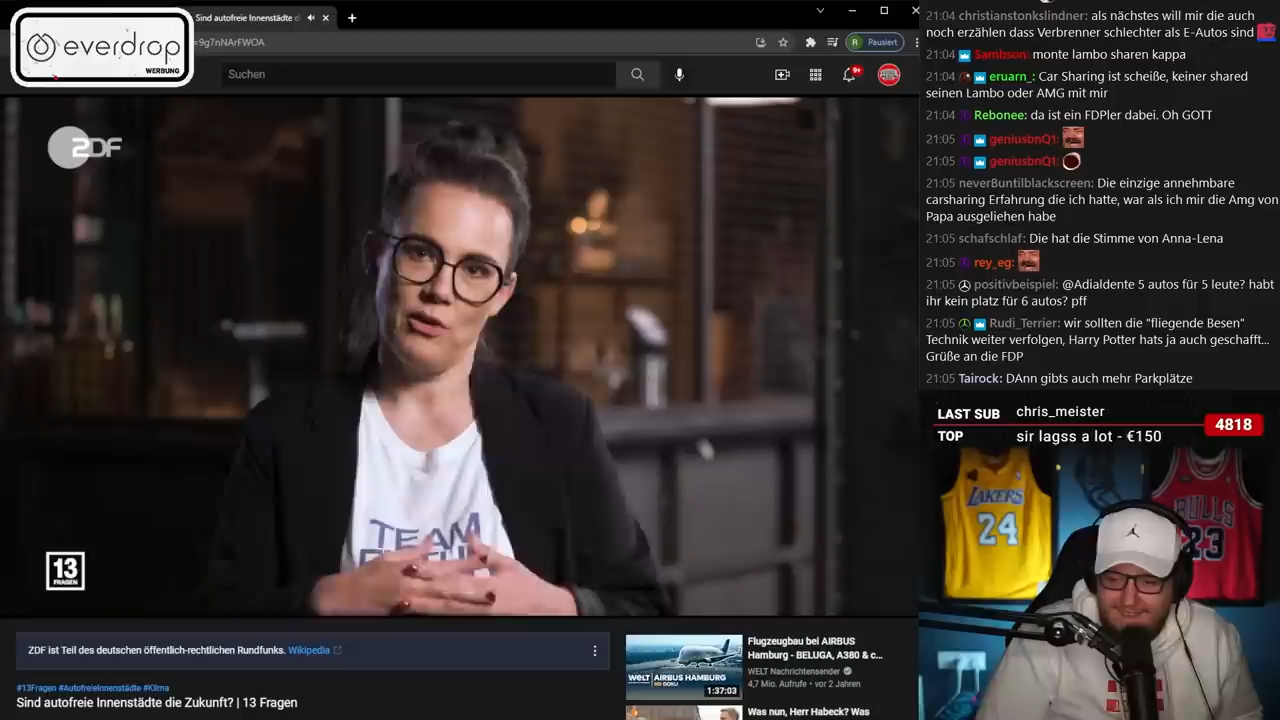 everdrop
WERBUNG
Sind autofreie Innenstädte d
=9g7nNArFWOA
Pausiert
R
Suchen
9+
ZDF
TEAM
13
FRAGEN
ZDF ist Teil des deutschen öffentlich-rechtlichen Rundfunks. Wikipedia
#13Fragen #AutofreieInnenstädte #Klima
Sind autofreie Innenstädte die Zukunft? | 13 Fragen
WELT AIRBUS HAMBURG
HD DOKU
1:37:03
Flugzeugbau bei AIRBUS
Hamburg - BELUGA, A380 & c...
WELT Nachrichtensender
4,7 Mio. Aufrufe • vor 2 Jahren
Was nun, Herr Habeck? Was
21:04 christianstonkslindner: als nächstes will mir die auch
noch erzählen dass Verbrenner schlechter als E-Autos sind
21:04 Sambson: monte lambo sharen kappa
21:04 eruarn_: Car Sharing ist scheiße, keiner shared
seinen Lambo oder AMG mit mir
21:04 Rebonee: da ist ein FDPler dabei. Oh GOTT
21:05 geniusbnQ1:
21:05 geniusbnQ1:
21:05 neverBuntilblackscreen: Die einzige annehmbare
carsharing Erfahrung die ich hatte, war als ich mir die Amg von
Papa ausgeliehen habe
21:05 schafschlaf: Die hat die Stimme von Anna-Lena
21:05 rey_eg:
21:05 positivbeispiel: @Adialdente 5 autos für 5 leute? habt
ihr kein platz für 6 autos? pff
21:05 Rudi_Terrier: wir sollten die "fliegende Besen"
Technik weiter verfolgen, Harry Potter hats ja auch geschafft...
Grüße an die FDP
21:05 Tairock: DAnn gibts auch mehr Parkplätze
LAST SUB chris_meister
4818
TOP sir lagss a lot - €150
LAKERS
24
BULLS
23